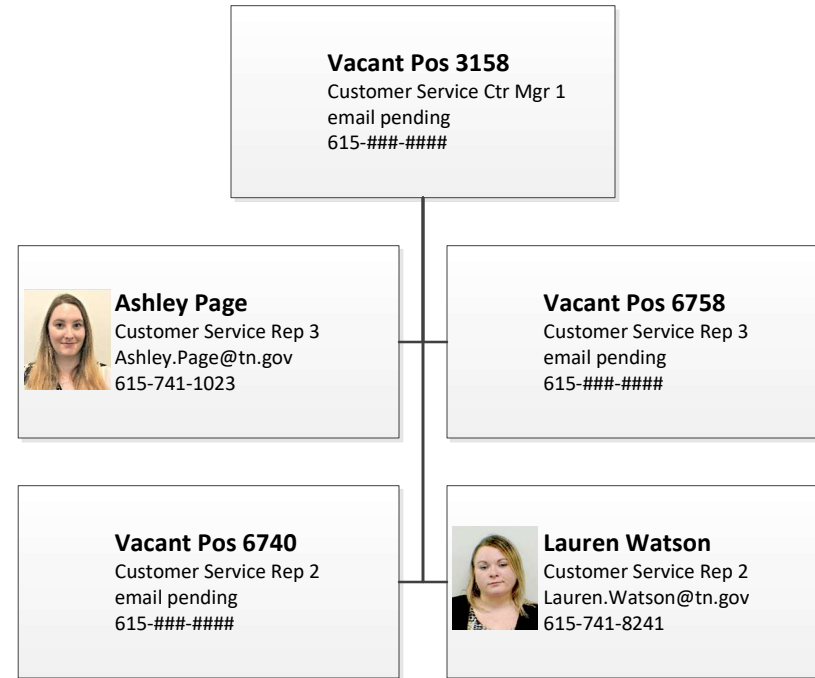 Vacant Pos 3158
Customer Service Ctr Mgr 1
email pending
615-###-####
Ashley Page
Customer Service Rep 3
Ashley.Page@tn.gov
615-741-1023
Vacant Pos 6758
Customer Service Rep 3
email pending
615-###-####
Vacant Pos 6740
Customer Service Rep 2
email pending
615-###-####
Lauren Watson
Customer Service Rep 2
Lauren.Watson@tn.gov
615-741-8241